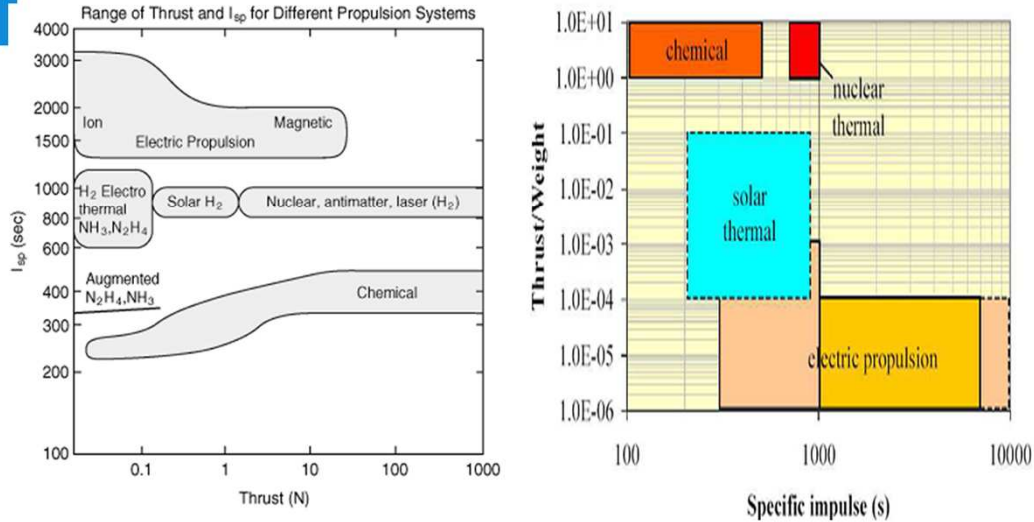 Range of Thrust and Isp for Different Propulsion Systems
4000
3000
2000
1500
1000
800
600
400
300
200
100
Isp (sec)
Ion
Magnetic
Electric Propulsion
H2 Electro
thermal
NH3,N2H4
Solar H2
Nuclear, antimatter, laser (H2)
Augmented
N2H4,NH3
Chemical
0.1
1
10
100
1000
Thrust (N)
1.0E+01
1.0E+00
1.0E-01
1.0E-02
1.0E-03
1.0E-04
1.0E-05
1.0E-06
Thrust/Weight
chemical
nuclear
thermal
solar
thermal
electric propulsion
100
1000
10000
Specific impulse (s)